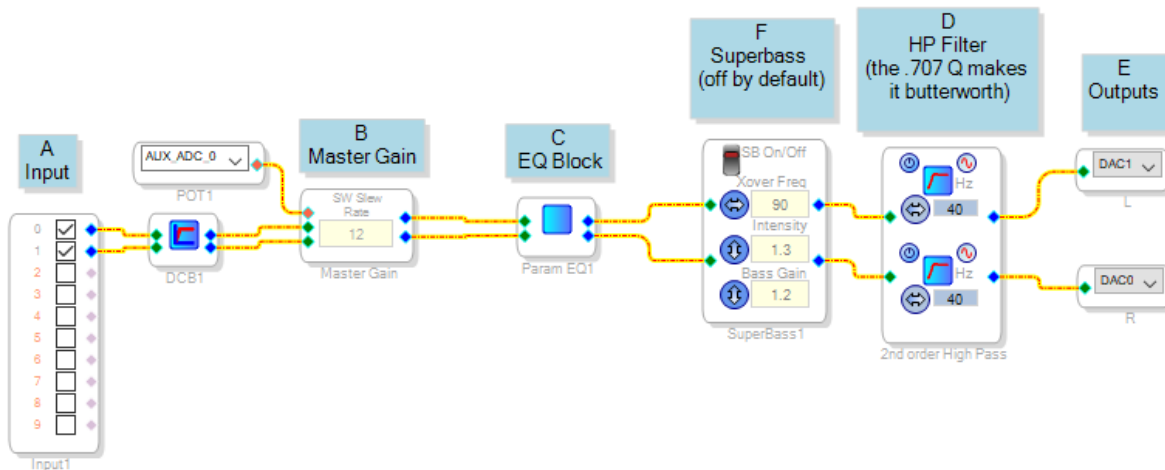 A
Input
B
Master Gain
C
EQ Block
F
Superbass
(off by default)
D
HP Filter
(the .707 Q makes
it butterworth)
E
Outputs
AUX_ADC_0
POT1
0
1
2
3
4
5
6
7
8
9
Input1
DCB1
SW Slew
Rate
12
Master Gain
Param EQ1
SB On/Off
Xover Freq
90
Intensity
1.3
Bass Gain
1.2
SuperBass1
Hz
40
Hz
40
2nd order High Pass
DAC1
L
DAC0
R